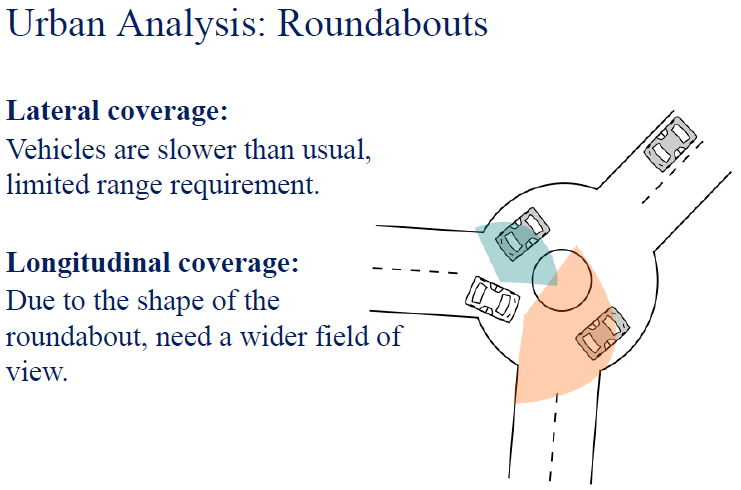 Urban Analysis: Roundabouts
Lateral coverage:
Vehicles are slower than usual,
limited range requirement.
Longitudinal coverage:
Due to the shape of the
roundabout, need a wider field of
view.